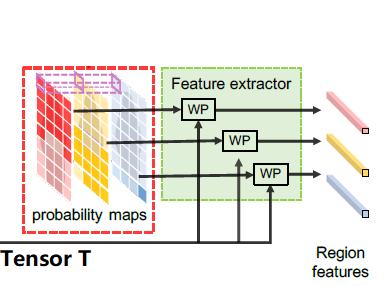 Feature extractor
WP
WP
WP
probability maps
Tensor T
Region
features